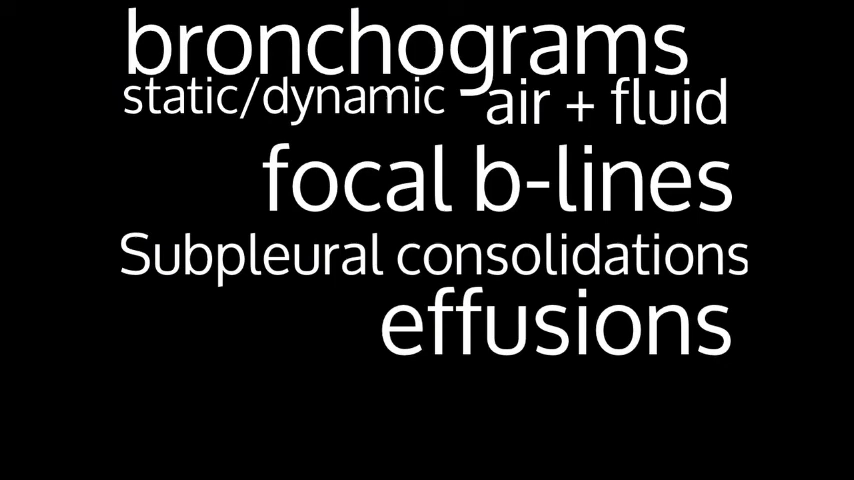 bronchograms
static/dynamic air + fluid
focal b-lines
Subpleural consolidations
effusions